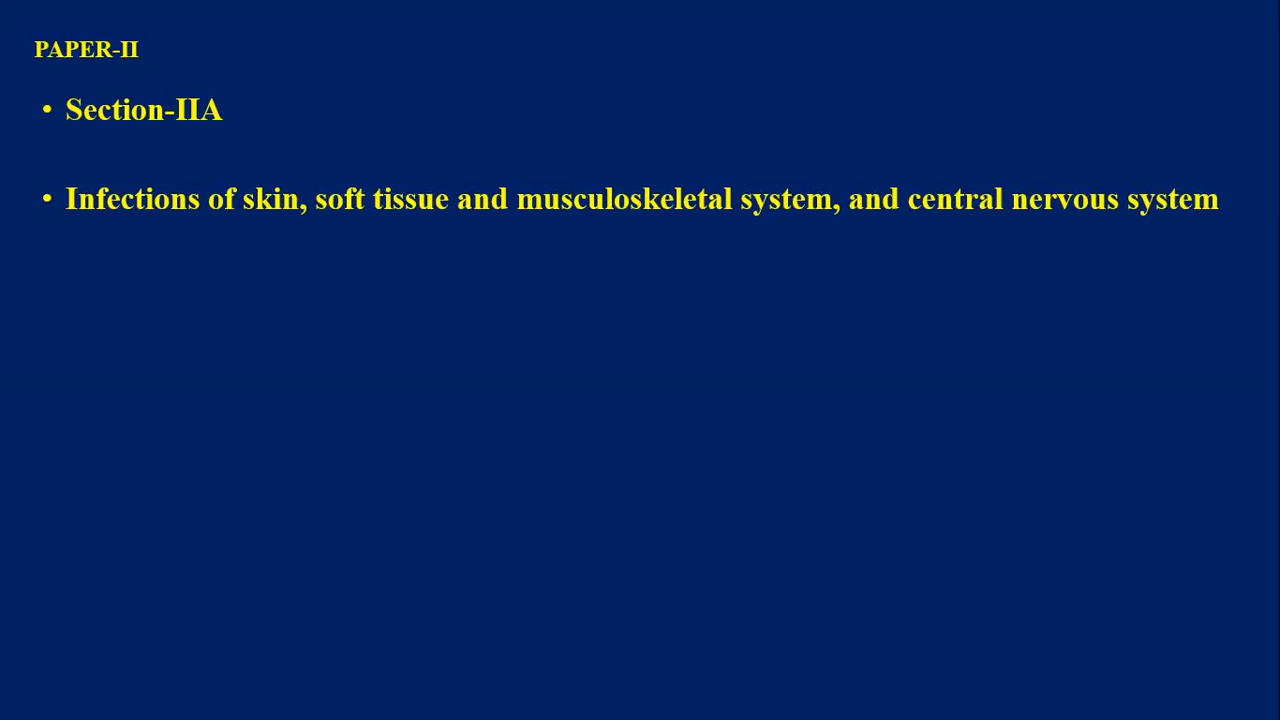 PAPER-II
• Section-IIA
• Infections of skin, soft tissue and musculoskeletal system, and central nervous system